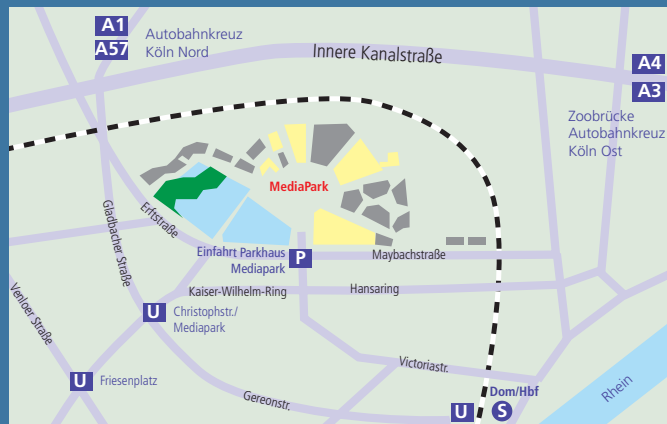 A1
A57
Autobahnkreuz
Köln Nord
Innere Kanalstraße
A4
A3
Zoobrücke
Autobahnkreuz
Köln Ost
MediaPark
Erftstraße
Gladbacher Straße
Einfahrt Parkhaus
Mediapark
P
Maybachstraße
Kaiser-Wilhelm-Ring
Hansaring
Venloer Straße
U
Christophstr./
Mediapark
Victoriastr.
U
Friesenplatz
Gereonstr.
Dom/Hbf
U
S
Rhein